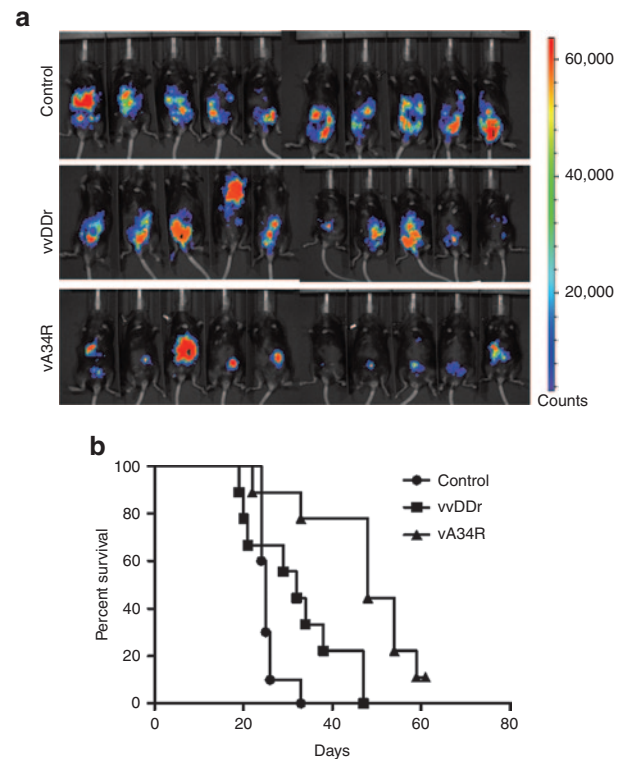 a
Control
vvDDr
vA34R
60,000
40,000
20,000
Counts
b
Percent survival
100
80
60
40
20
0
0
20
40
60
80
Days
Control
vvDDr
vA34R